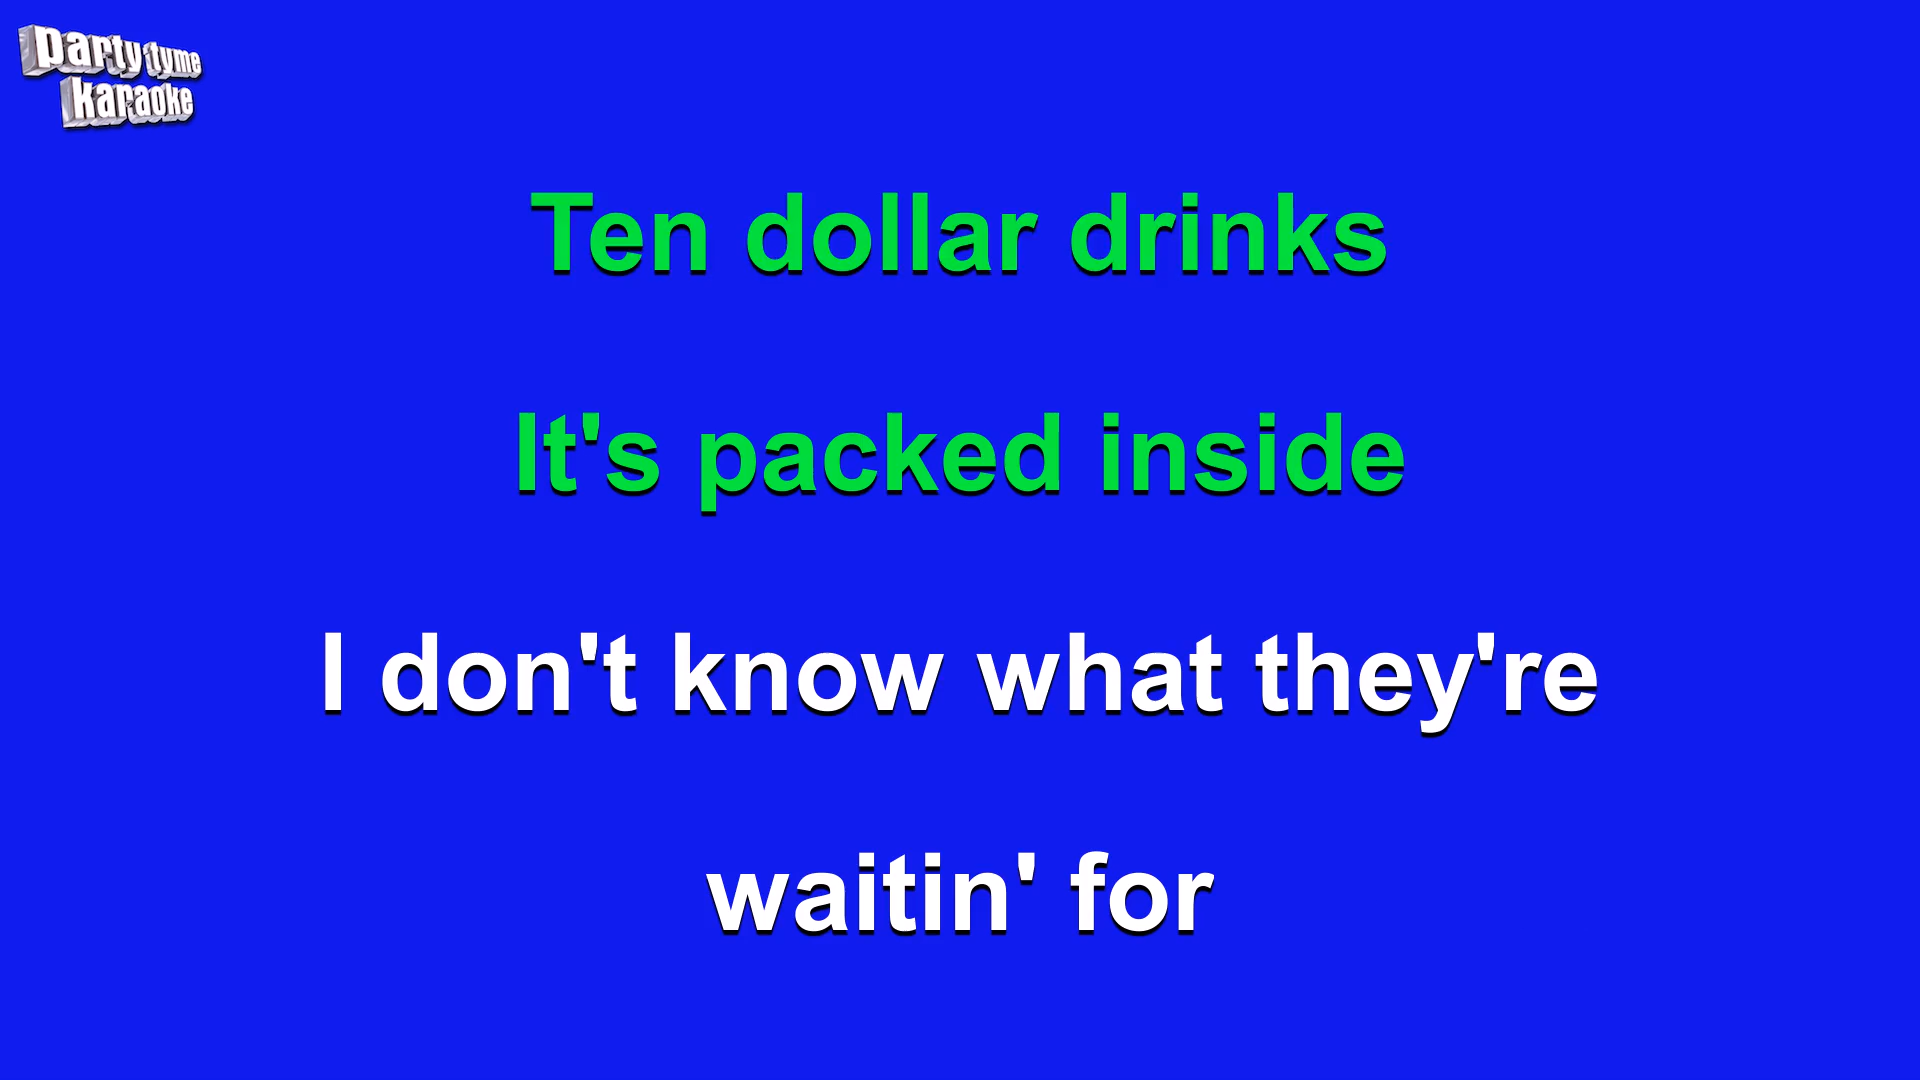 party tyme
karaoke
Ten dollar drinks
It's packed inside
I don't know what they're
waitin' for